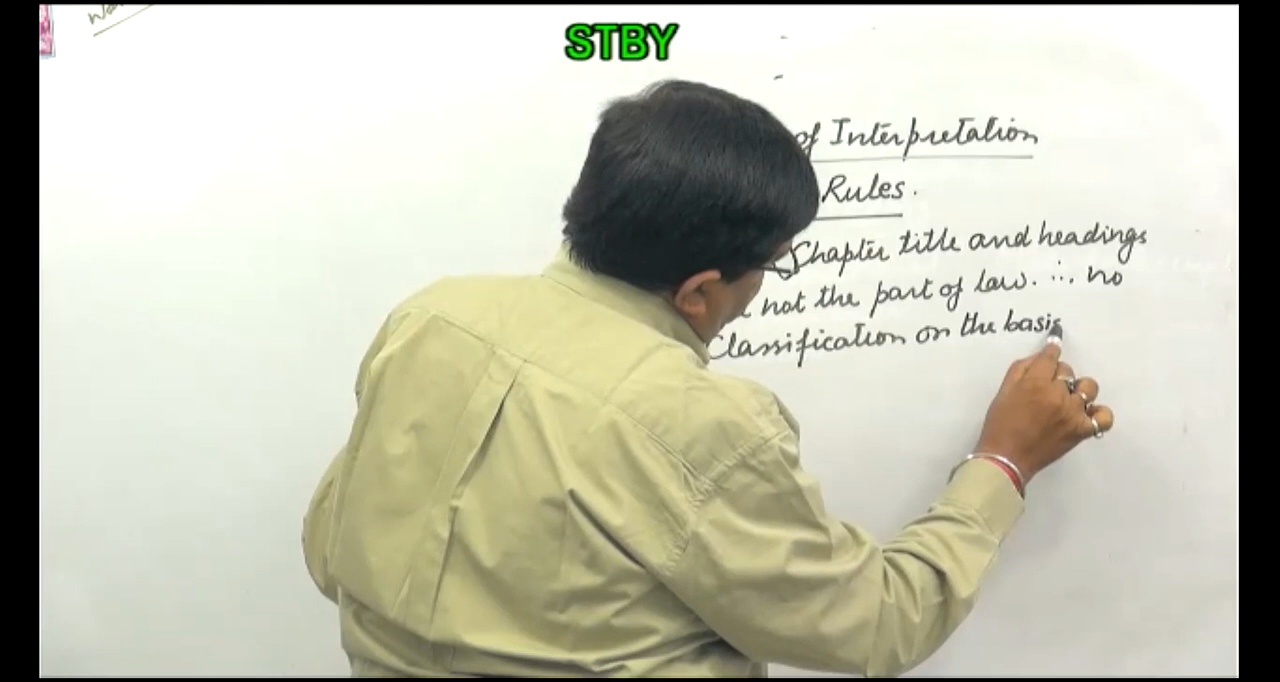 STBY
of Interpretation
Rules.
Chapter title and headings
not the part of law. ∴ no
Classification on the basis